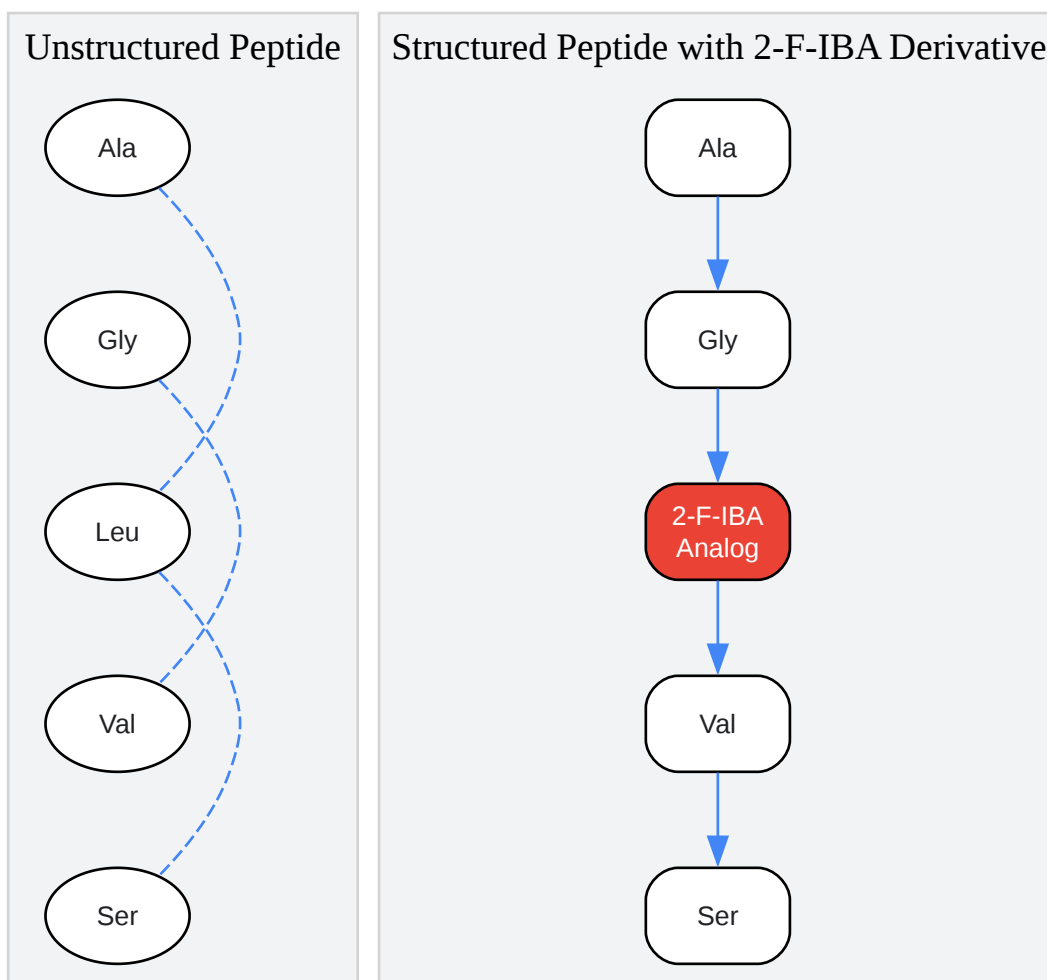 Unstructured Peptide
Ala
Gly
Leu
Val
Ser
Structured Peptide with 2-F-IBA Derivative
Ala
Gly
2-F-IBA
Analog
Val
Ser